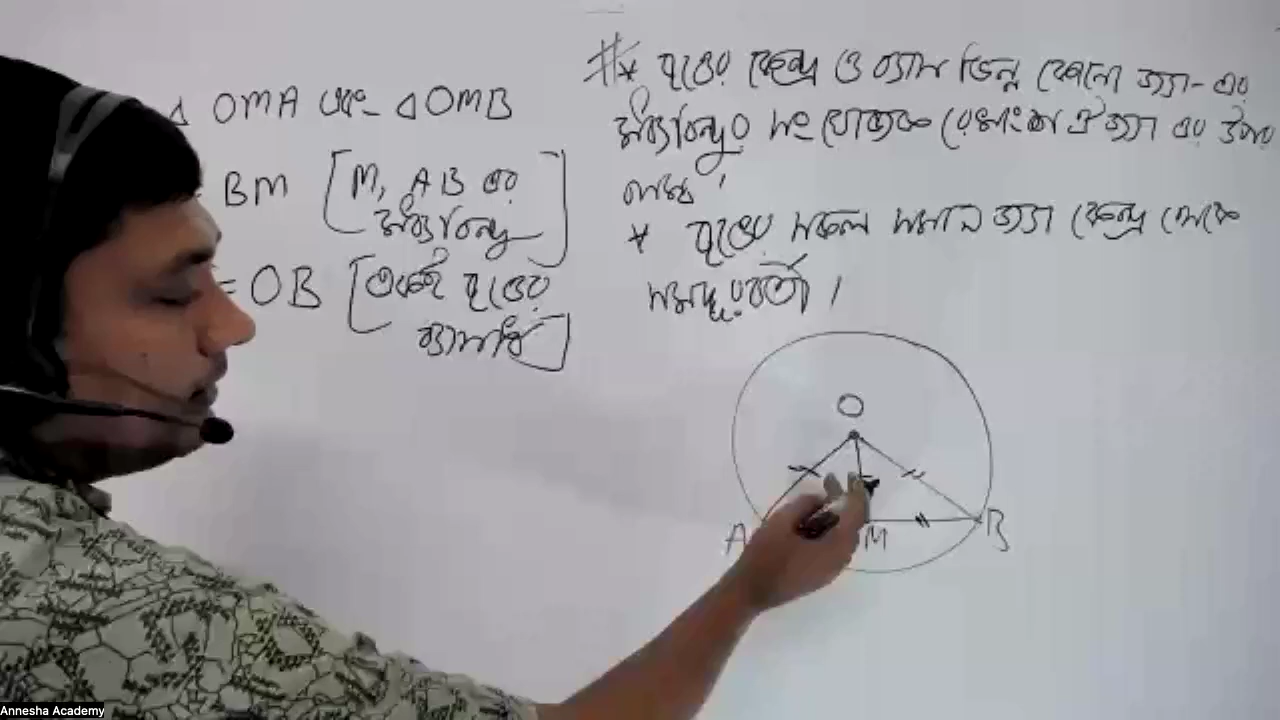 Δ OMA এবং Δ OMB
BM [M, AB এর
মধ্যবিন্দু]
= OB [একই বৃত্তের
ব্যাসার্ধ]
#* বৃত্তের কেন্দ্র ও ব্যাস ভিন্ন কোনো জ্যা-এর
মধ্যবিন্দুর সংযোজক রেখাংশ ঐ জ্যা এর উপর
লম্ব।
* বৃত্তের সকল সমান জ্যা কেন্দ্র থেকে
সমদূরবর্তী।
O
A M B
Annesha Academy